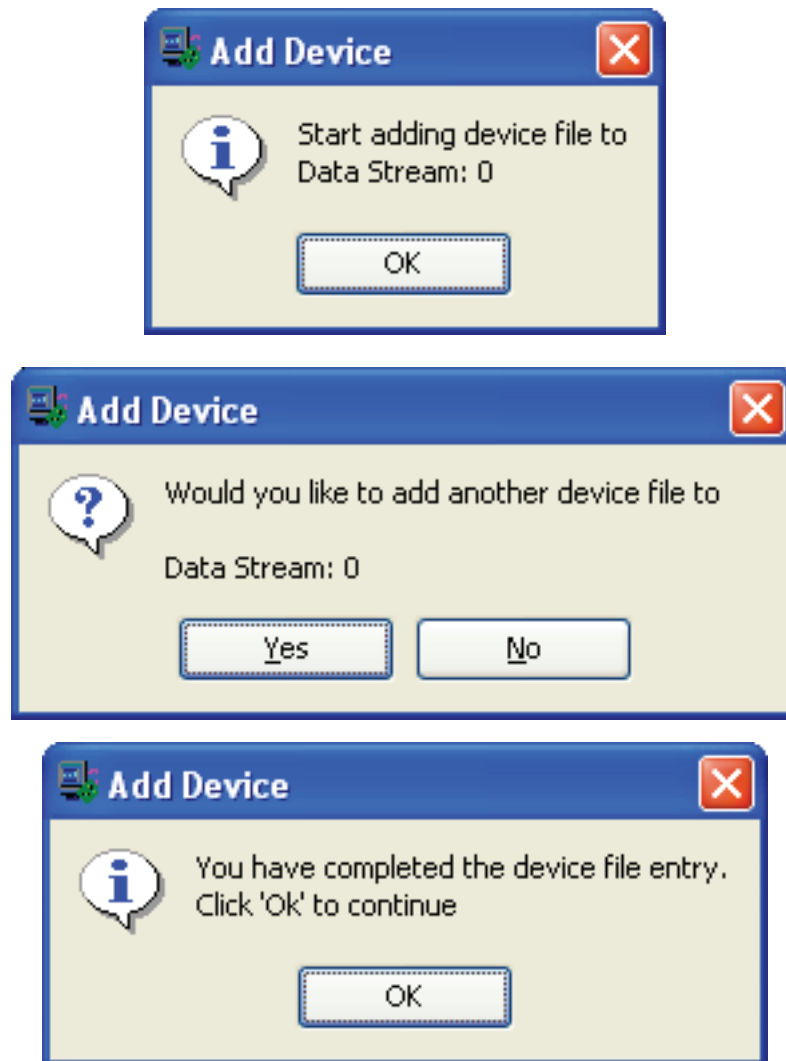 Add Device
Start adding device file to
Data Stream: 0
OK
Add Device
Would you like to add another device file to
Data Stream: 0
Yes No
Add Device
You have completed the device file entry.
Click 'Ok' to continue
OK